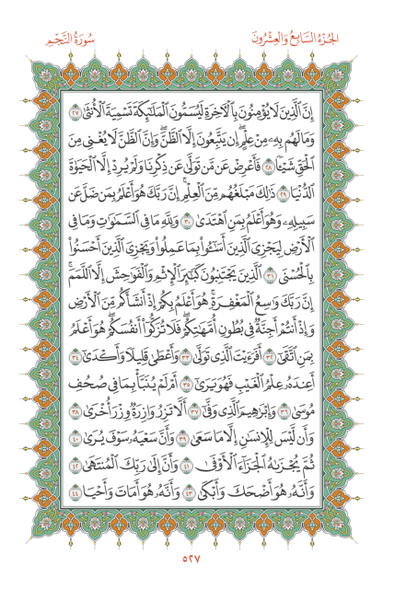 الجُزْءُ السَّابِعُ وَالعِشْرُونَ
سُورَةُ النَّجْمِ
إِنَّ ٱلَّذِينَ لَا يُؤْمِنُونَ بِٱلْأٓخِرَةِ لَيُسَمُّونَ ٱلْمَلَٰٓئِكَةَ تَسْمِيَةَ ٱلْأُنثَىٰ ٢٧
وَمَا لَهُم بِهِۦ مِنْ عِلْمٍۖ إِن يَتَّبِعُونَ إِلَّا ٱلظَّنَّۖ وَإِنَّ ٱلظَّنَّ لَا يُغْنِى مِنَ
ٱلْحَقِّ شَيْـًٔا ٢٨ فَأَعْرِضْ عَن مَّن تَوَلَّىٰ عَن ذِكْرِنَا وَلَمْ يُرِدْ إِلَّا ٱلْحَيَوٰةَ
ٱلدُّنْيَا ٢٩ ذَٰلِكَ مَبْلَغُهُم مِّنَ ٱلْعِلْمِۚ إِنَّ رَبَّكَ هُوَ أَعْلَمُ بِمَن ضَلَّ عَن
سَبِيلِهِۦ وَهُوَ أَعْلَمُ بِمَنِ ٱهْتَدَىٰ ٣٠ وَلِلَّهِ مَا فِى ٱلسَّمَٰوَٰتِ وَمَا فِى
ٱلْأَرْضِ لِيَجْزِىَ ٱلَّذِينَ أَسَٰٓـُٔوا۟ بِمَا عَمِلُوا۟ وَيَجْزِىَ ٱلَّذِينَ أَحْسَنُوا۟
بِٱلْحُسْنَى ٣١ ٱلَّذِينَ يَجْتَنِبُونَ كَبَٰٓئِرَ ٱلْإِثْمِ وَٱلْفَوَٰحِشَ إِلَّا ٱللَّمَمَۚ
إِنَّ رَبَّكَ وَٰسِعُ ٱلْمَغْفِرَةِۚ هُوَ أَعْلَمُ بِكُمْ إِذْ أَنشَأَكُم مِّنَ ٱلْأَرْضِ
وَإِذْ أَنتُمْ أَجِنَّةٌ فِى بُطُونِ أُمَّهَٰتِكُمْۖ فَلَا تُزَكُّوٓا۟ أَنفُسَكُمْۖ هُوَ أَعْلَمُ
بِمَنِ ٱتَّقَىٰٓ ٣٢ أَفَرَءَيْتَ ٱلَّذِى تَوَلَّىٰ ٣٣ وَأَعْطَىٰ قَلِيلًا وَأَكْدَىٰٓ ٣٤
أَعِندَهُۥ عِلْمُ ٱلْغَيْبِ فَهُوَ يَرَىٰٓ ٣٥ أَمْ لَمْ يُنَبَّأْ بِمَا فِى صُحُفِ
مُوسَىٰ ٣٦ وَإِبْرَٰهِيمَ ٱلَّذِى وَفَّىٰٓ ٣٧ أَلَّا تَزِرُ وَازِرَةٌ وِزْرَ أُخْرَىٰ ٣٨
وَأَن لَّيْسَ لِلْإِنسَٰنِ إِلَّا مَا سَعَىٰ ٣٩ وَأَنَّ سَعْيَهُۥ سَوْفَ يُرَىٰ ٤٠
ثُمَّ يُجْزَىٰهُ ٱلْجَزَآءَ ٱلْأَوْفَىٰ ٤١ وَأَنَّ إِلَىٰ رَبِّكَ ٱلْمُنتَهَىٰ ٤٢
وَأَنَّهُۥ هُوَ أَضْحَكَ وَأَبْكَىٰ ٤٣ وَأَنَّهُۥ هُوَ أَمَاتَ وَأَحْيَا ٤٤
٥٢٧